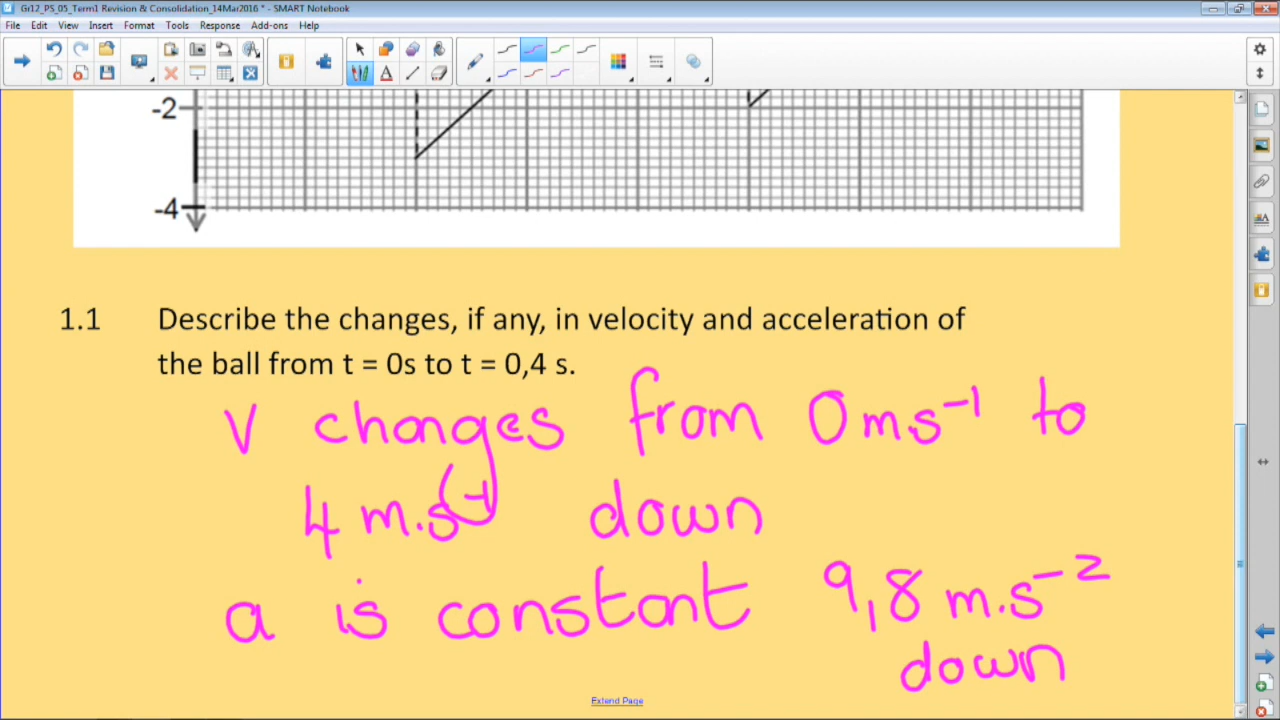 Gr12_PS_05_Term1 Revision & Consolidation_14Mar2016 * - SMART Notebook
File Edit View Insert Format Tools Response Add-ons Help
-2
-4
1.1 Describe the changes, if any, in velocity and acceleration of
the ball from t = 0s to t = 0,4 s.
V changes from 0 ms⁻¹ to
4 m.s⁻¹ down
a is constant 9,8 m.s⁻²
down
Extend Page